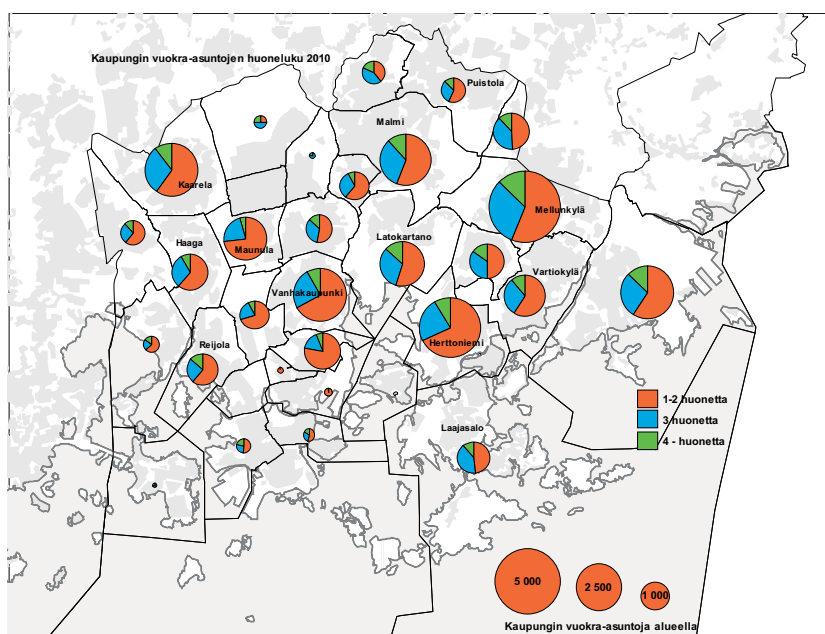 Kaupungin vuokra-asuntojen huoneluku 2010
Puistola
Malmi
Kaarela
Mellunkylä
Haaga
Maunula
Latokartano
Vanhakaupunki
Vartiokylä
Herttoniemi
Reijola
1-2 huonetta
3 huonetta
4 - huonetta
Laajasalo
5 000
2 500
1 000
Kaupungin vuokra-asuntoja alueella